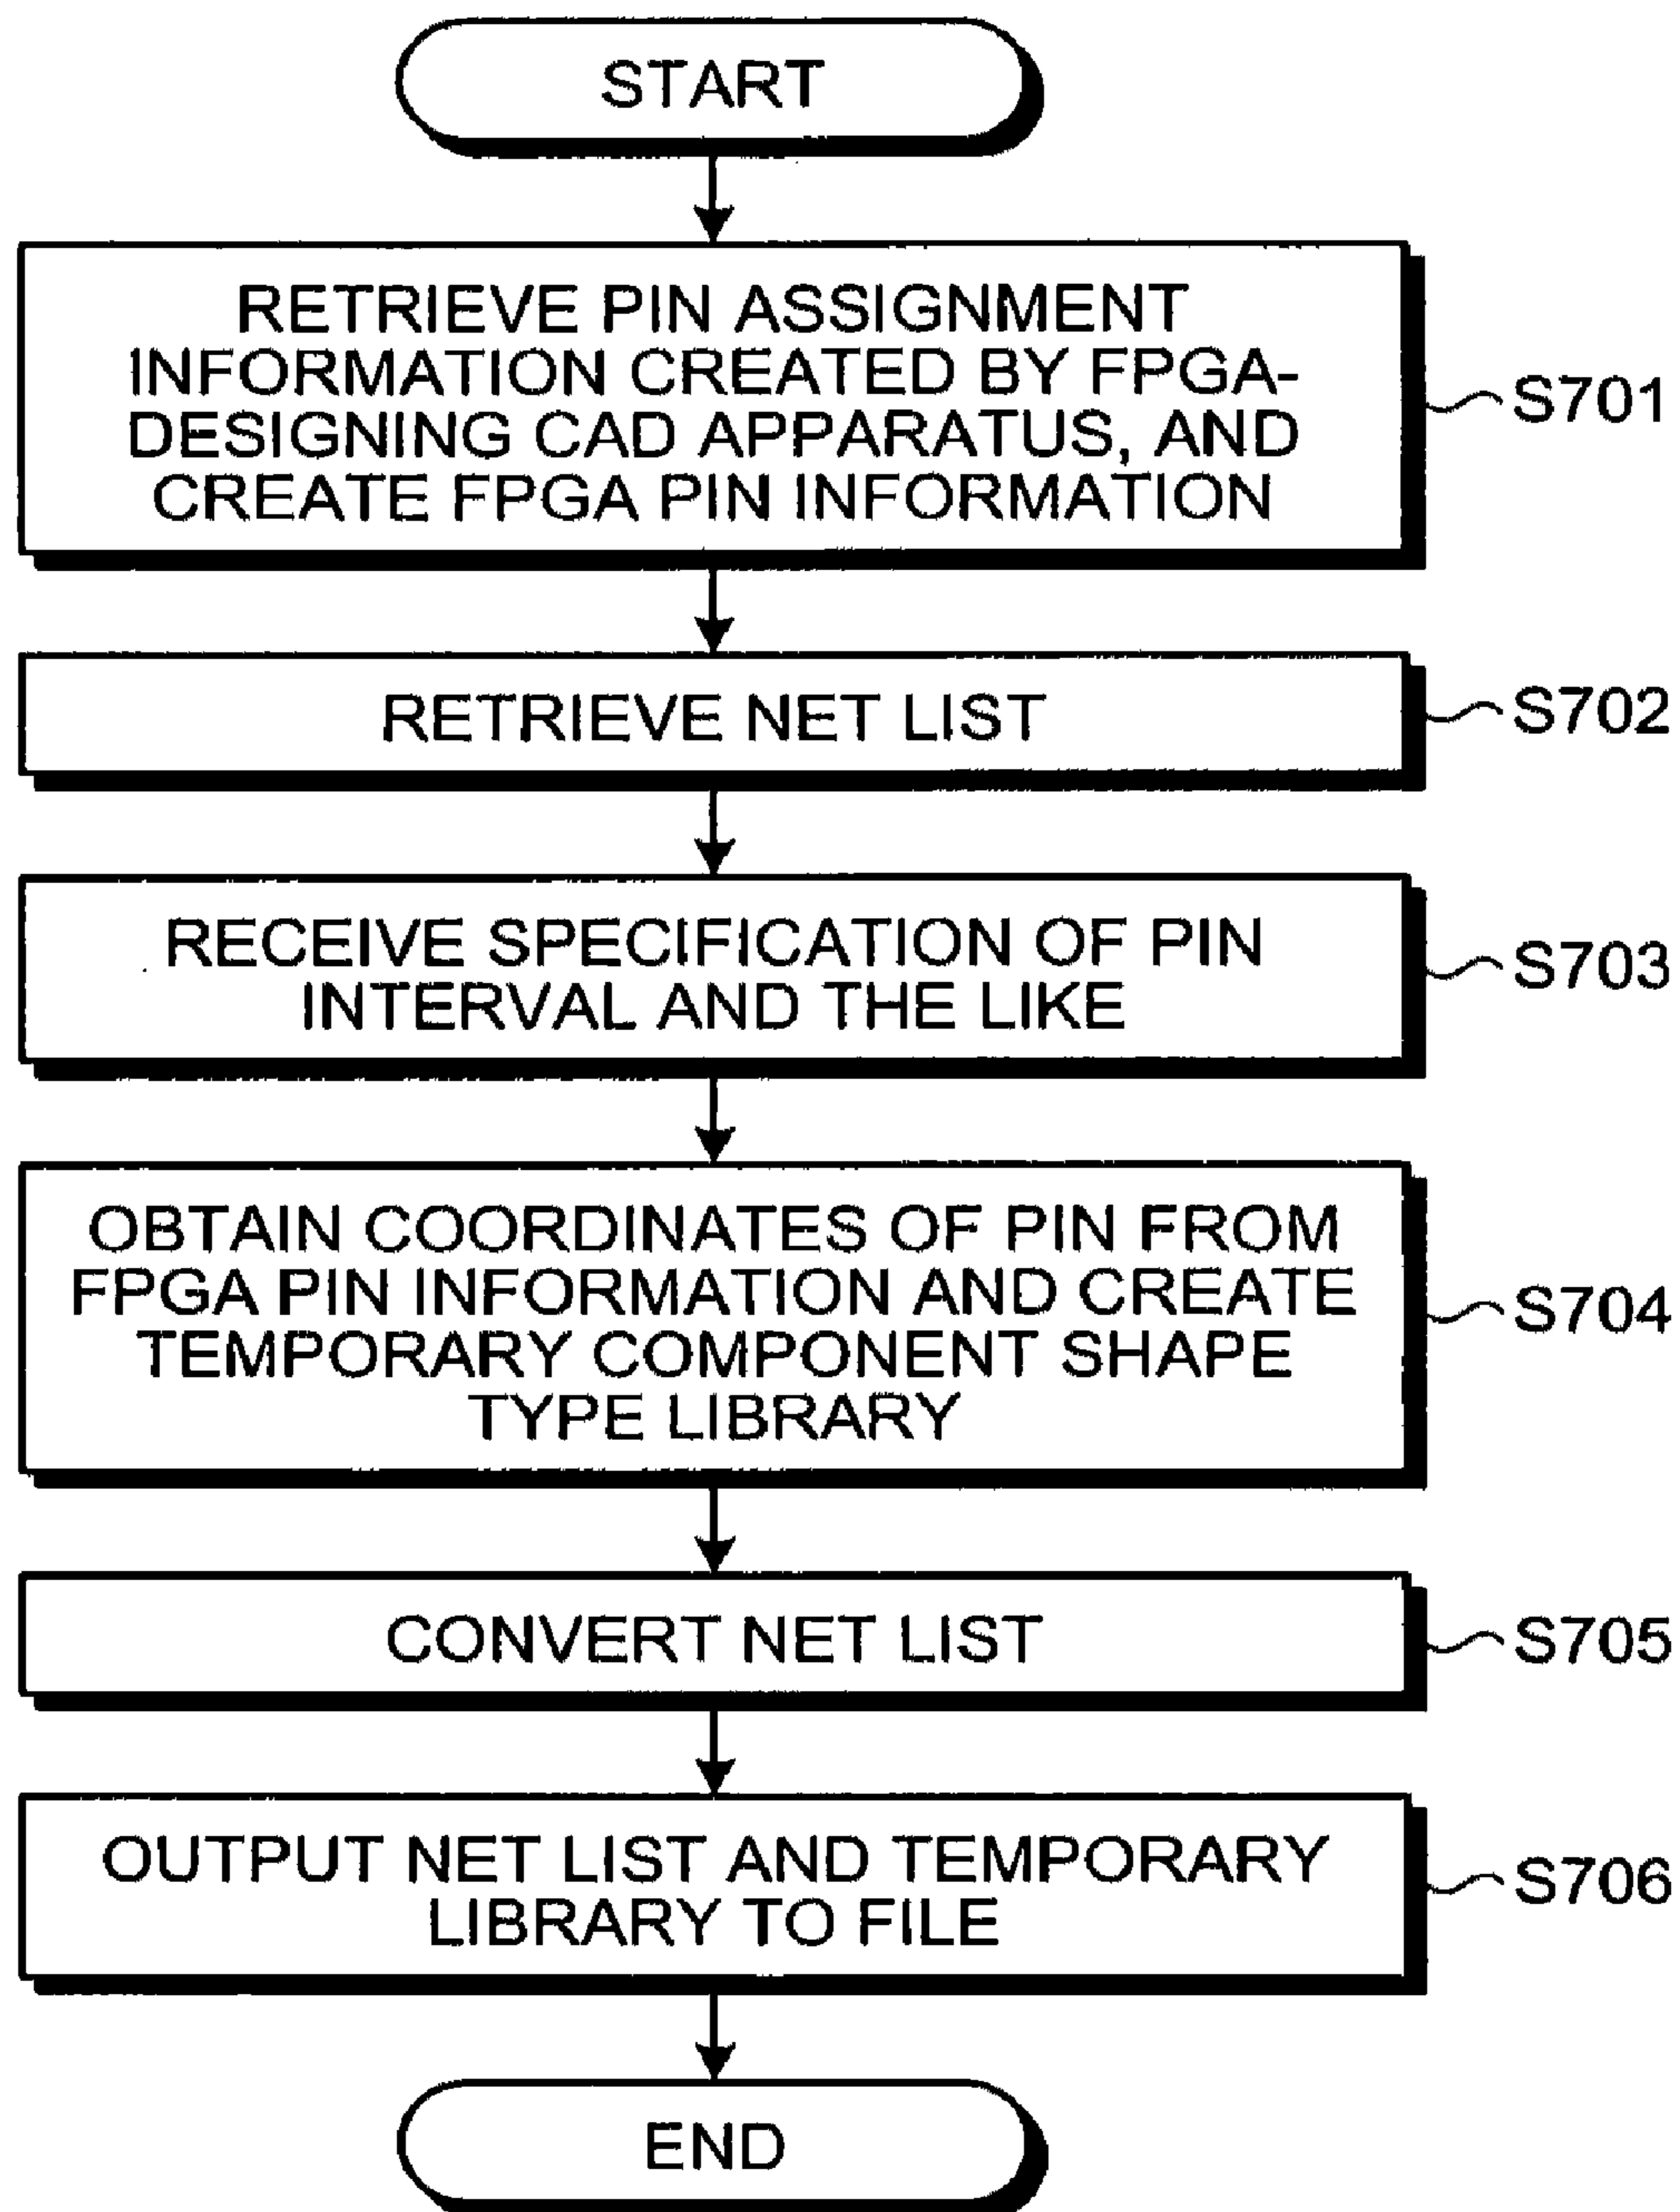 START
RETRIEVE PIN ASSIGNMENT
INFORMATION CREATED BY FPGA-
DESIGNING CAD APPARATUS, AND
CREATE FPGA PIN INFORMATION
S701
RETRIEVE NET LIST
S702
RECEIVE SPECIFICATION OF PIN
INTERVAL AND THE LIKE
S703
OBTAIN COORDINATES OF PIN FROM
FPGA PIN INFORMATION AND CREATE
TEMPORARY COMPONENT SHAPE
TYPE LIBRARY
S704
CONVERT NET LIST
S705
OUTPUT NET LIST AND TEMPORARY
LIBRARY TO FILE
S706
END